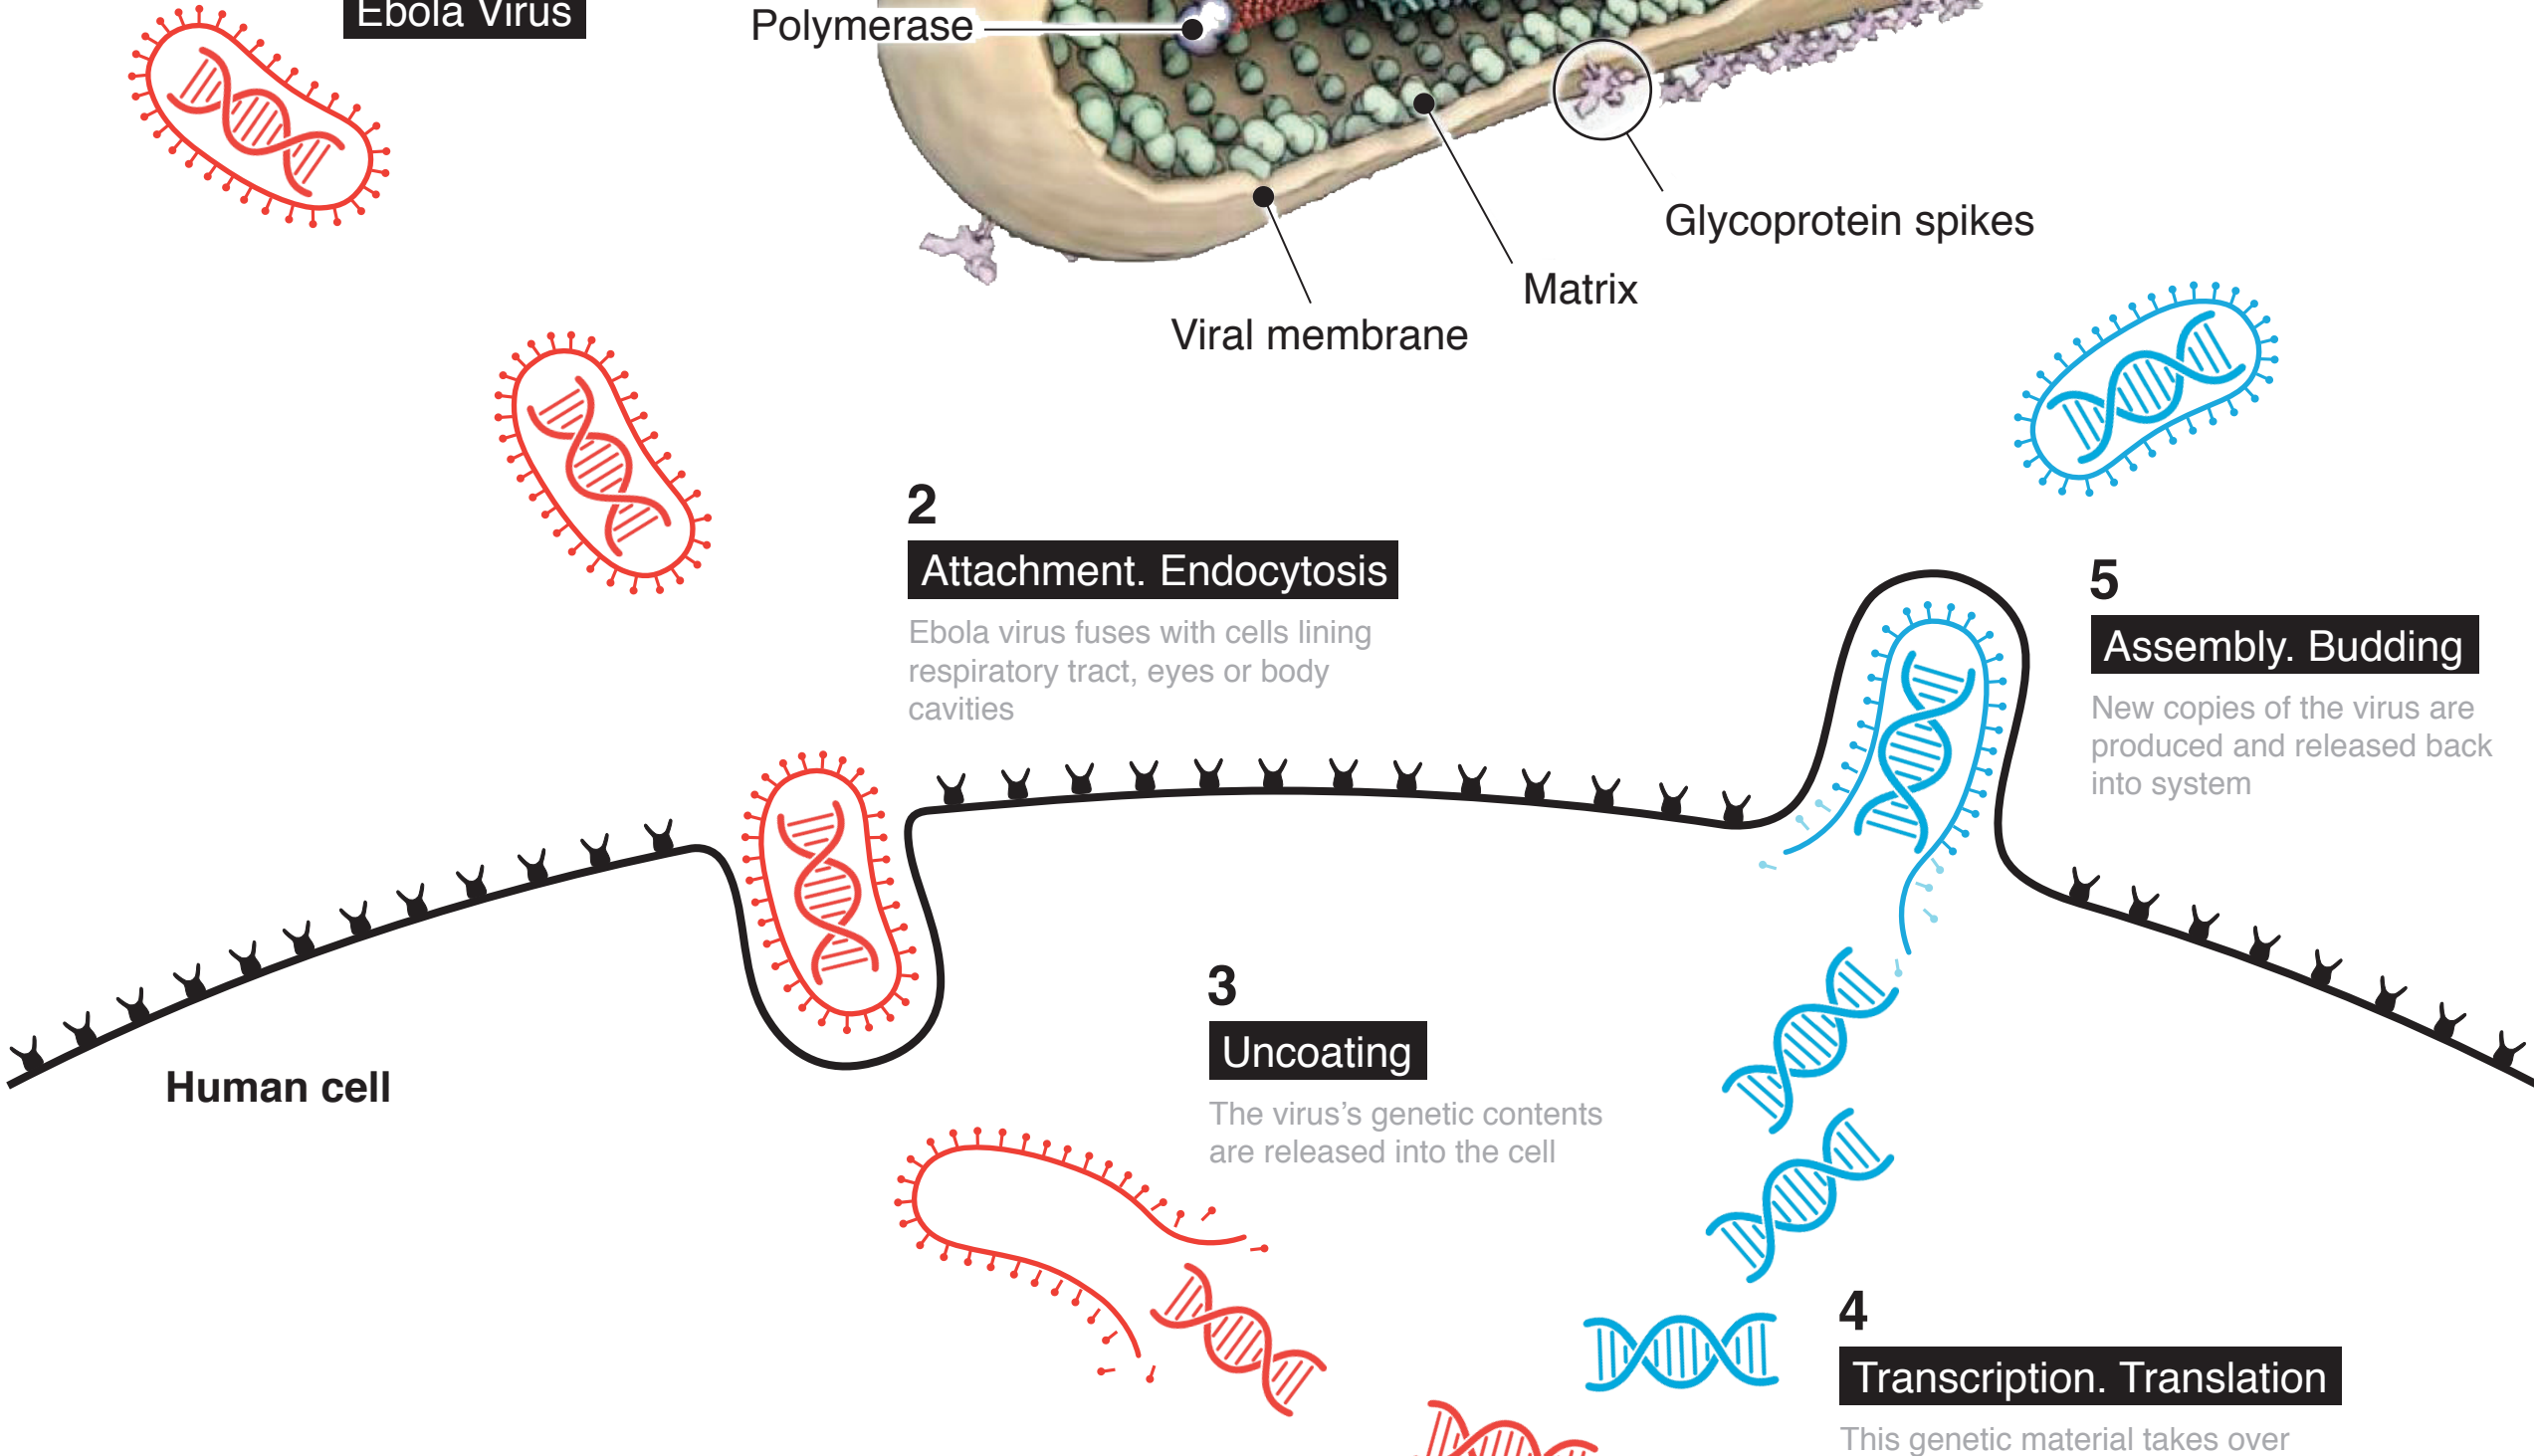 Ebola Virus
Polymerase
Glycoprotein spikes
Matrix
Viral membrane
2
Attachment. Endocytosis
Ebola virus fuses with cells lining
respiratory tract, eyes or body
cavities
5
Assembly. Budding
New copies of the virus are
produced and released back
into system
Human cell
3
Uncoating
The virus’s genetic contents
are released into the cell
4
Transcription. Translation
This genetic material takes over